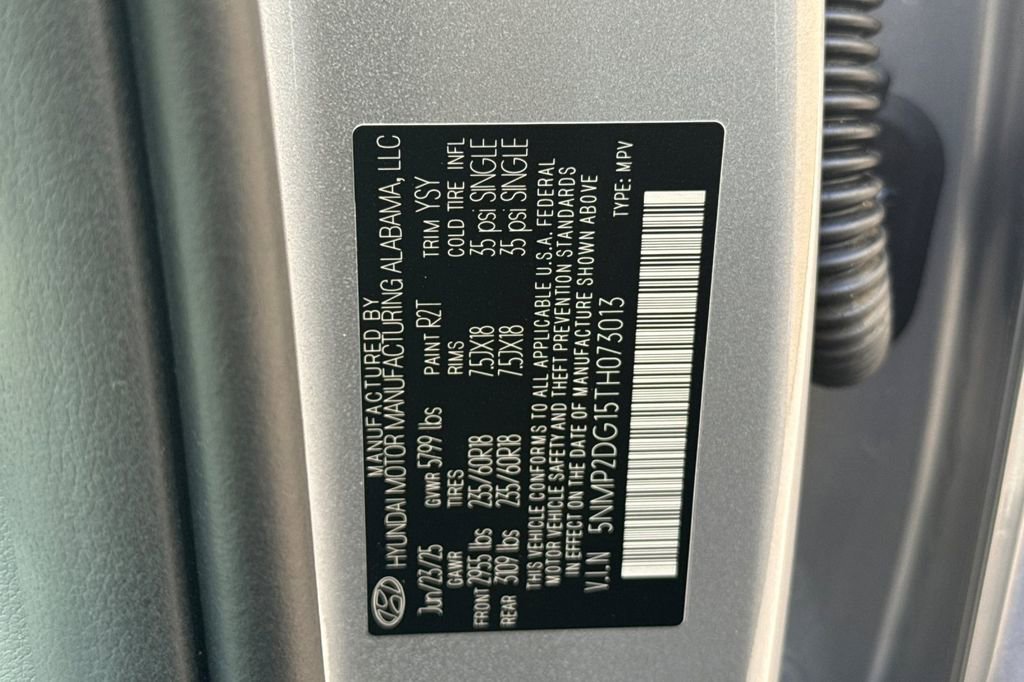 MANUFACTURED BY
HYUNDAI MOTOR MANUFACTURING ALABAMA, LLC
Jun/23/25 GVWR 5799 lbs PAINT R2T TRIM YSY
GAWR TIRES RIMS COLD TIRE INFL
FRONT 2955 lbs 235/60R18 7.5JX18 35 psi SINGLE
REAR 3109 lbs 235/60R18 7.5JX18 35 psi SINGLE
THIS VEHICLE CONFORMS TO ALL APPLICABLE U.S.A. FEDERAL
MOTOR VEHICLE SAFETY AND THEFT PREVENTION STANDARDS
IN EFFECT ON THE DATE OF MANUFACTURE SHOWN ABOVE
V.I.N 5NMP2DG15TH073013 TYPE: MPV